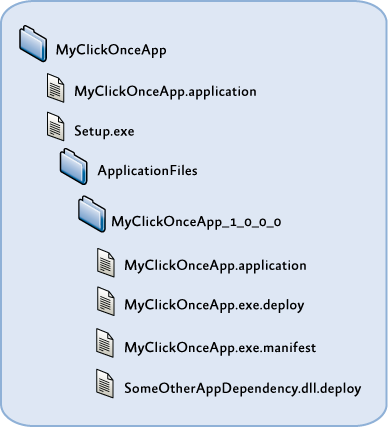 MyClickOnceApp
MyClickOnceApp.application
Setup.exe
ApplicationFiles
MyClickOnceApp_1_0_0_0
MyClickOnceApp.application
MyClickOnceApp.exe.deploy
MyClickOnceApp.exe.manifest
SomeOtherAppDependency.dll.deploy